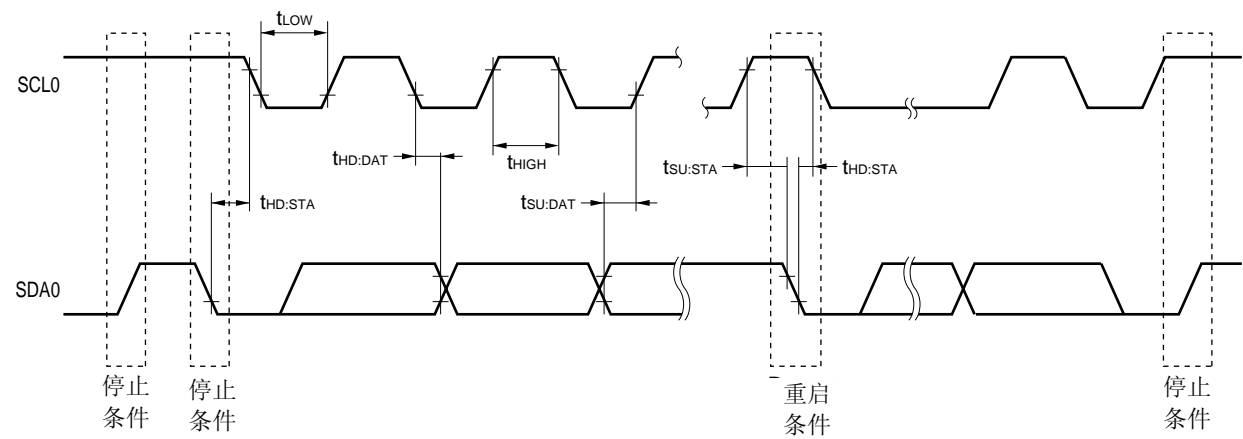 tLOW
SCL0
tHD:DAT
tHIGH
tSU:STA
tHD:STA
tHD:STA
tSU:DAT
SDA0
停止
条件
停止
条件
重启
条件
停止
条件